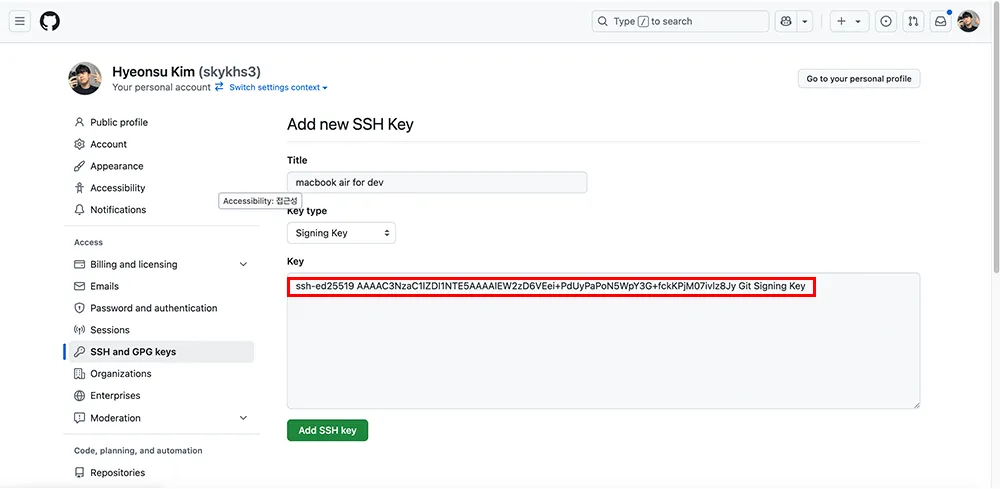 Type / to search
Hyeonsu Kim (skykhs3)
Your personal account Switch settings context
Go to your personal profile
Public profile
Account
Appearance
Accessibility
Notifications
Accessibility: 접근성
Access
Billing and licensing
Emails
Password and authentication
Sessions
SSH and GPG keys
Organizations
Enterprises
Moderation
Code, planning, and automation
Repositories
Add new SSH Key
Title
macbook air for dev
Key type
Signing Key
Key
ssh-ed25519 AAAAC3NzaC1lZDI1NTE5AAAAIEW2zD6VEei+PdUyPaPoN5WpY3G+fckKPjM07ivlz8Jy Git Signing Key
Add SSH key